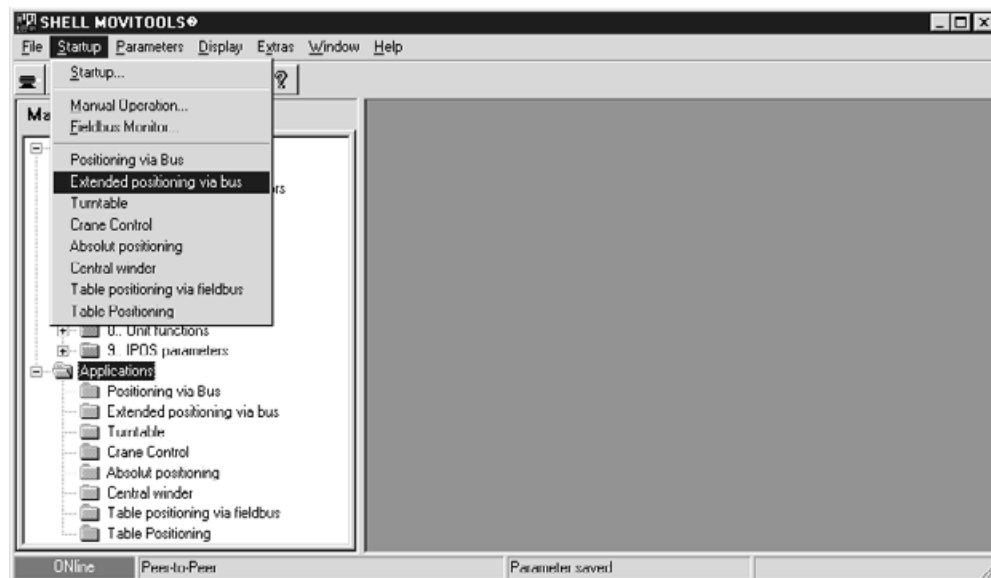 SHELL MOVITOOLS®
File Startup Parameters Display Extras Window Help
Startup...
Manual Operation...
Fieldbus Monitor...
Positioning via Bus
Extended positioning via bus
Turntable
Crane Control
Absolut positioning
Central winder
Table positioning via fieldbus
Table Positioning
Ma
rs
Unit functions
9.. IPOS parameters
Applications
Positioning via Bus
Extended positioning via bus
Turntable
Crane Control
Absolut positioning
Central winder
Table positioning via fieldbus
Table Positioning
ONline Peer-to-Peer Parameter saved